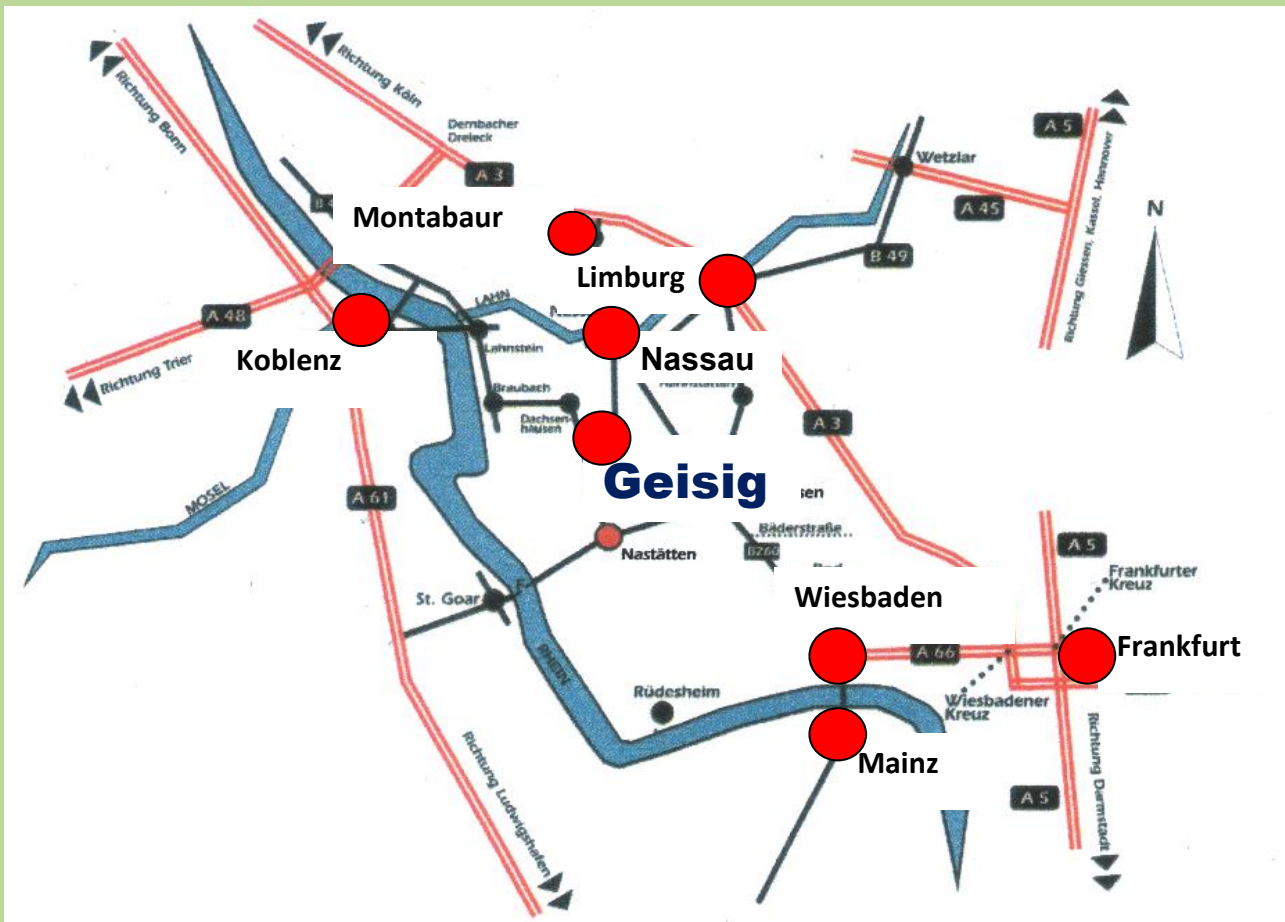 Richtung Köln
Richtung Bonn
Dernbacher
Dreieck
A 3
A 5
Wetzlar
A 45
Richtung Giessen, Kassel, Hannover
N
Montabaur
B 49
Limburg
LAHN
A 48
Koblenz
Lahnstein
Nassau
Richtung Trier
Braubach
Dachsen-
hausen
A 3
Geisig
MOSEL
A 61
sen
Bäderstraße
B260
Nastätten
A 5
Frankfurter
Kreuz
St. Goar
Wiesbaden
A 66
Frankfurt
RHEIN
Rüdesheim
Wiesbadener
Kreuz
Mainz
Richtung Ludwigshafen
A 5
Richtung Darmstadt